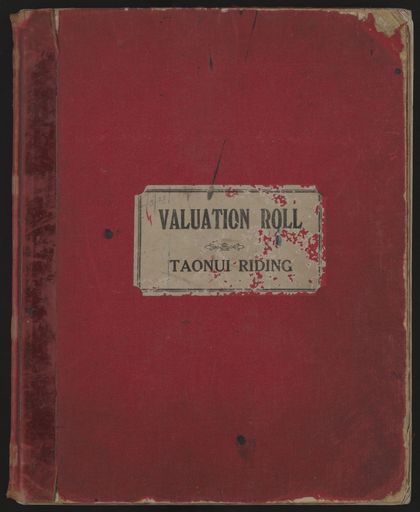 VALUATION ROLL
TAONUI RIDING